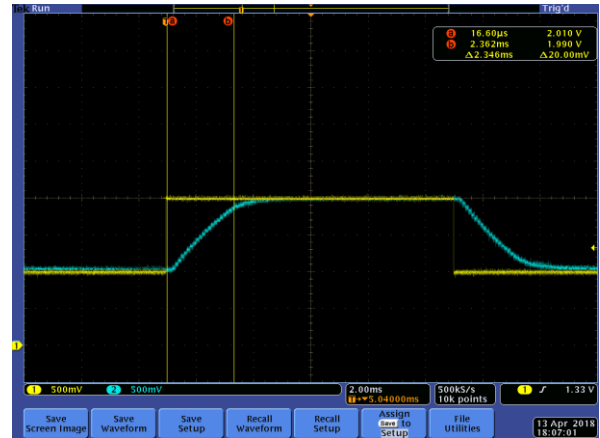 Tek Run Trig'd
T a b
a 16.60µs 2.010 V
b 2.362ms 1.990 V
Δ2.346ms Δ20.00mV
1
1 500mV 2 500mV 2.00ms 500kS/s 1 1.33 V
T→▼5.04000ms 10k points
Save Screen Image
Save Waveform
Save Setup
Recall Waveform
Recall Setup
Assign Save to Setup
File Utilities
13 Apr 2018
18:07:01